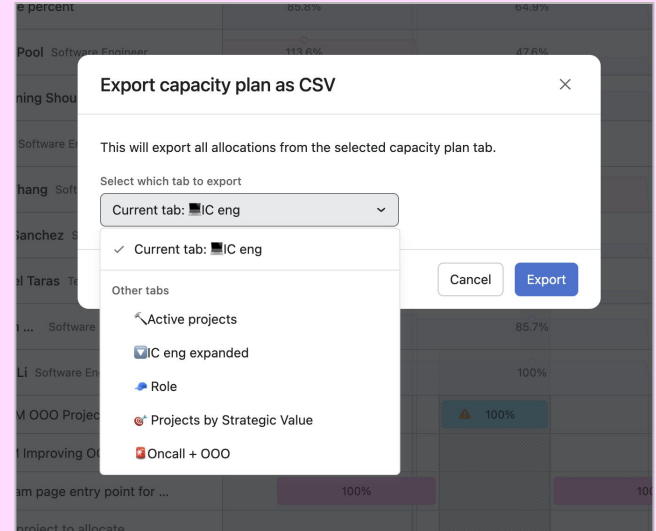 e percent 85.8% 64.9%
Pool Software Engineer 113.6% 47.6%
Export capacity plan as CSV
ning Shou
This will export all allocations from the selected capacity plan tab.
Software En
Select which tab to export
hang Soft
Current tab: 🖥️IC eng
Sanchez S
✓ Current tab: 🖥️IC eng
el Taras Te
Cancel Export
Other tabs
🔨Active projects
n ... Software 85.7%
🔽IC eng expanded
Li Software En 100%
🧢 Role
M OOO Projec 100%
🎯 Projects by Strategic Value
1 Improving O
🚨Oncall + OOO
am page entry point for ... 100% 100
project to allocate